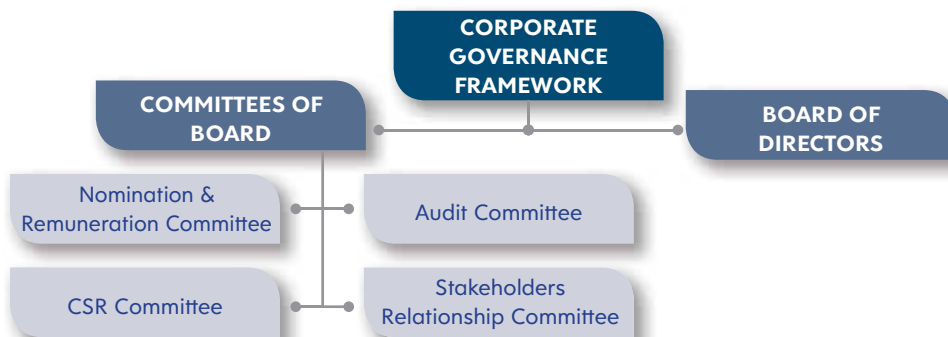 CORPORATE
GOVERNANCE
FRAMEWORK
COMMITTEES OF
BOARD
BOARD OF
DIRECTORS
Nomination &
Remuneration Committee
Audit Committee
CSR Committee
Stakeholders
Relationship Committee